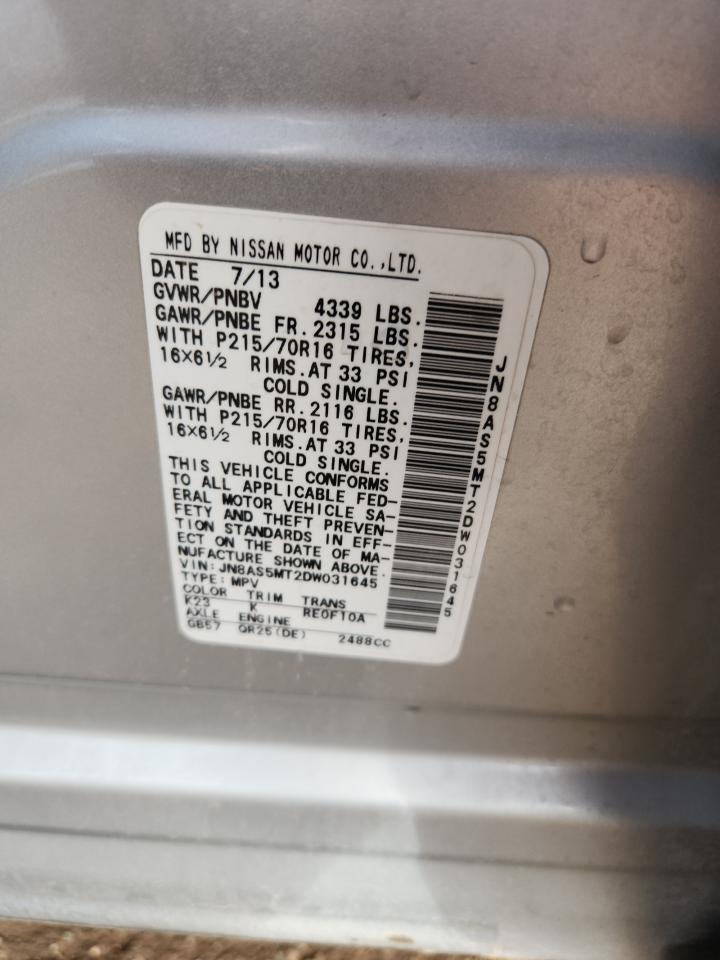 MFD BY NISSAN MOTOR CO.,LTD.
DATE 7/13
GVWR/PNBV 4339 LBS.
GAWR/PNBE FR.2315 LBS.
WITH P215/70R16 TIRES,
16×6½ RIMS.AT 33 PSI
COLD SINGLE.
GAWR/PNBE RR.2116 LBS.
WITH P215/70R16 TIRES,
16×6½ RIMS.AT 33 PSI
COLD SINGLE.
THIS VEHICLE CONFORMS
TO ALL APPLICABLE FED-
ERAL MOTOR VEHICLE SA-
FETY AND THEFT PREVEN-
TION STANDARDS IN EFF-
ECT ON THE DATE OF MA-
NUFACTURE SHOWN ABOVE.
VIN:JN8AS5MT2DW031645
TYPE:MPV
COLOR TRIM TRANS
K23 K RE0F10A
AXLE ENGINE
GB57 QR25(DE) 2488CC
JN8AS5MT2DW031645